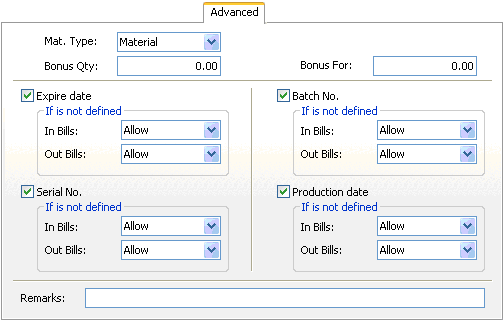 Advanced
Mat. Type: Material
Bonus Qty: 0.00 Bonus For: 0.00
Expire date Batch No.
If is not defined If is not defined
In Bills: Allow In Bills: Allow
Out Bills: Allow Out Bills: Allow
Serial No. Production date
If is not defined If is not defined
In Bills: Allow In Bills: Allow
Out Bills: Allow Out Bills: Allow
Remarks: